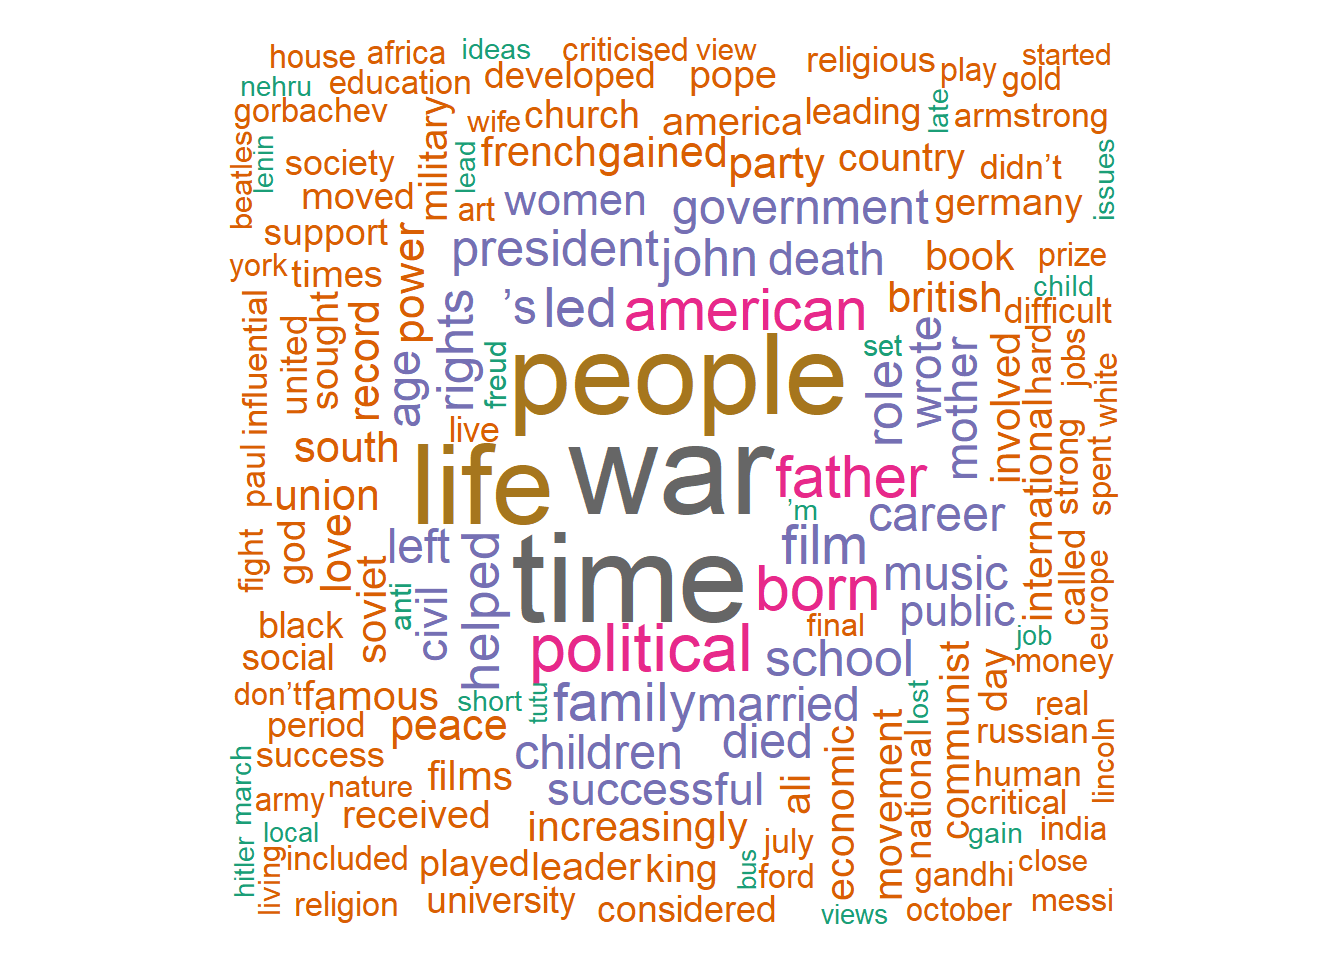 house africa ideas criticised view religious play started
nehru education developed pope gold
gorbachev military wife church america leading late armstrong
beatles lenin society lead french gained party country didn’t issues
moved art women government germany
support power president john death book prize
york times ’s led american british child difficult
influential united sought record age rights freud people set role wrote mother involved international hard jobs white
paul south live life war father strong spent
union ’m career
fight god love left helped time film music called europe
soviet anti civil born public
black final job
social political school communist day money
don’t famous short tutu family married lost real
period peace children died economic movement national russian lincoln
success films successful ali human
hitler march army nature received critical
local increasingly july gain india
living included played leader king bus ford gandhi close
religion university considered views october messi